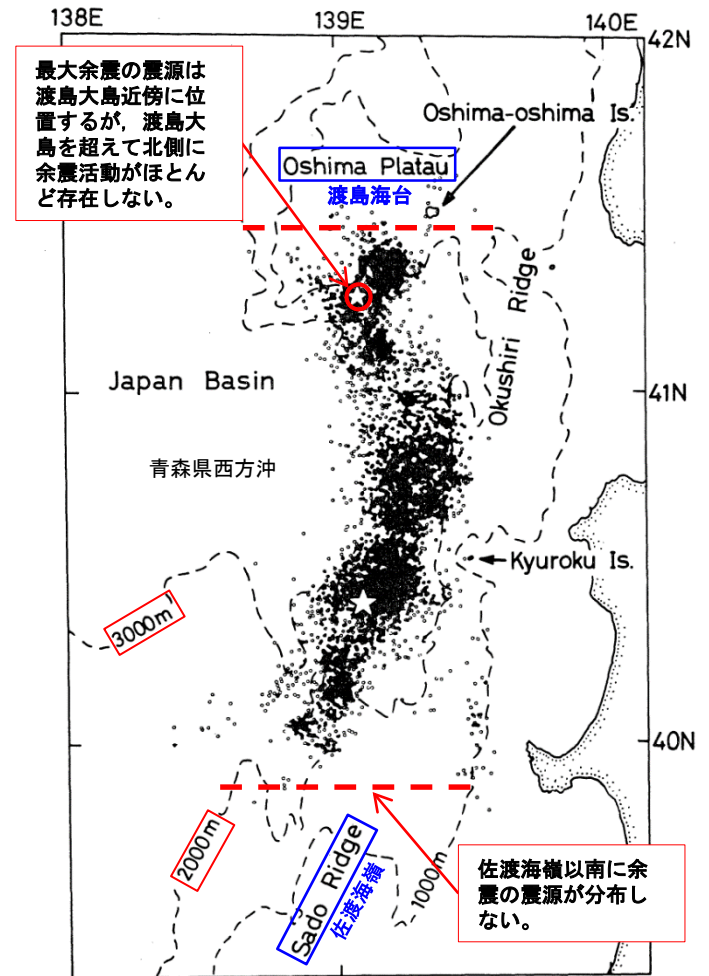 138E
139E
140E
42N
最大余震の震源は
渡島大島近傍に位
置するが，渡島大
島を超えて北側に
余震活動がほとん
ど存在しない。
Oshima-oshima Is.
Oshima Platau
渡島海台
Okushiri Ridge
Japan Basin
41N
青森県西方沖
Kyuroku Is.
3000m
40N
2000m
Sado Ridge
佐渡海嶺
1000m
佐渡海嶺以南に余
震の震源が分布し
ない。